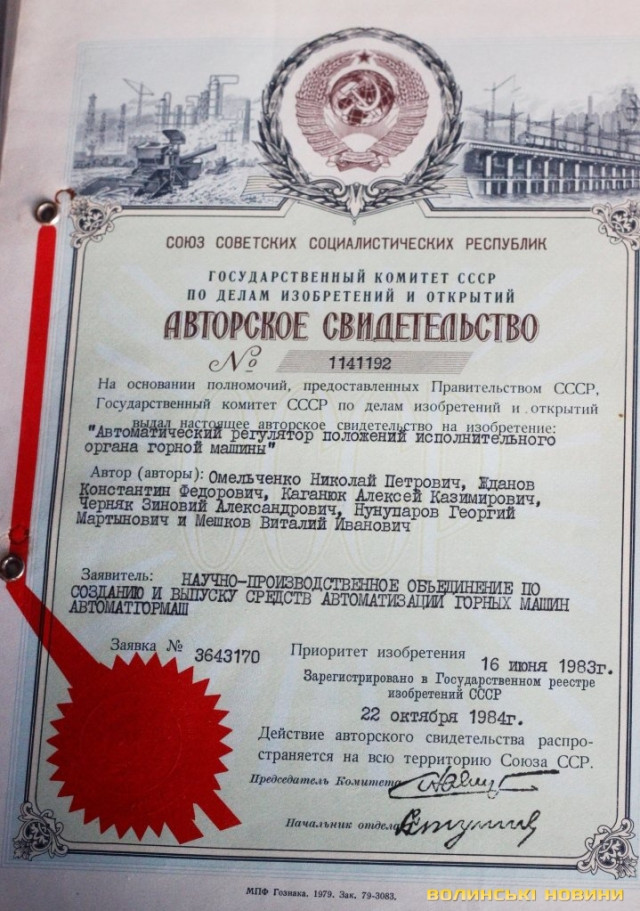 СОЮЗ СОВЕТСКИХ СОЦИАЛИСТИЧЕСКИХ РЕСПУБЛИК
ГОСУДАРСТВЕННЫЙ КОМИТЕТ СССР
ПО ДЕЛАМ ИЗОБРЕТЕНИЙ И ОТКРЫТИЙ
АВТОРСКОЕ СВИДЕТЕЛЬСТВО
№ 1141192
На основании полномочий, предоставленных Правительством СССР,
Государственный комитет СССР по делам изобретений и открытий
выдал настоящее авторское свидетельство на изобретение:
"Автоматический регулятор положений исполнительного
органа горной машины"
Автор (авторы): Омельченко Николай Петрович, Жданов
Константин Федорович, Каганюк Алексей Казимирович,
Черняк Зиновий Александрович, Нунупаров Георгий
Мартынович и Мешков Виталий Иванович
Заявитель: НАУЧНО-ПРОИЗВОДСТВЕННОЕ ОБЪЕДИНЕНИЕ ПО
СОЗДАНИЮ И ВЫПУСКУ СРЕДСТВ АВТОМАТИЗАЦИИ ГОРНЫХ МАШИН
АВТОМАТГОРМАШ
Заявка № 3643170 Приоритет изобретения 16 июня 1983г.
Зарегистрировано в Государственном реестре
изобретений СССР
22 октября 1984г.
Действие авторского свидетельства распро-
страняется на всю территорию Союза ССР.
Председатель Комитета
Начальник отдела
МПФ Гознака. 1979. Зак. 79-3083.
ВОЛИНСЬКІ НОВИНИ